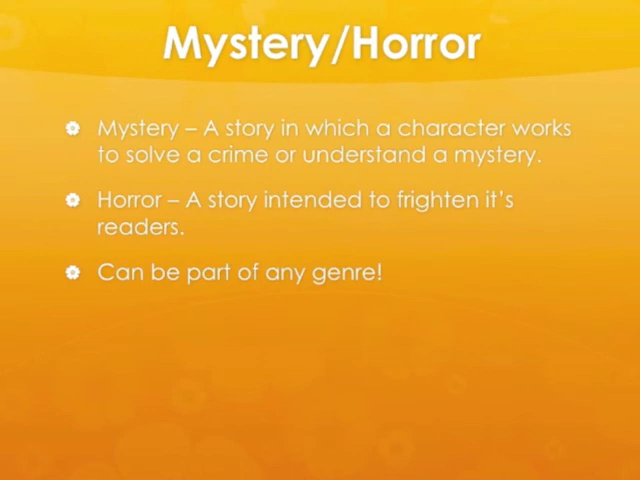 Mystery/Horror
Mystery – A story in which a character works
to solve a crime or understand a mystery.
Horror – A story intended to frighten it’s
readers.
Can be part of any genre!